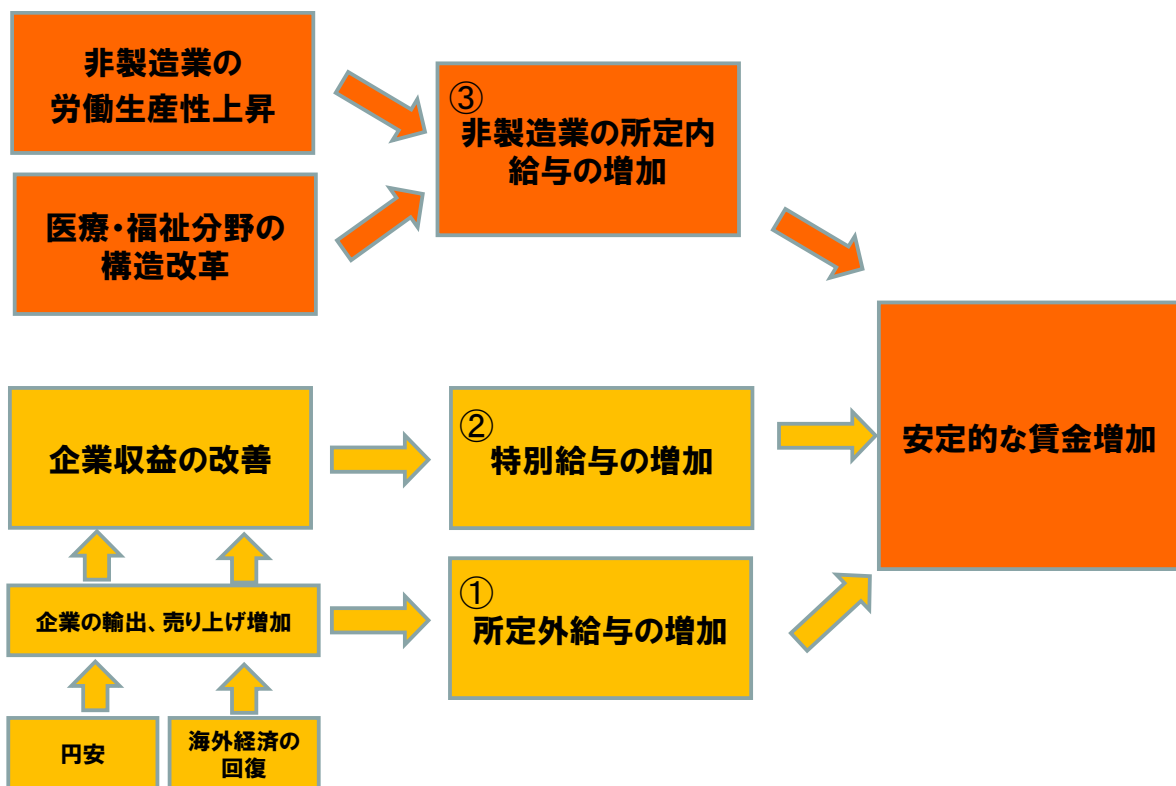 非製造業の
労働生産性上昇
医療・福祉分野の
構造改革
③
非製造業の所定内
給与の増加
企業収益の改善
②
特別給与の増加
安定的な賃金増加
企業の輸出、売り上げ増加
①
所定外給与の増加
円安
海外経済の
回復